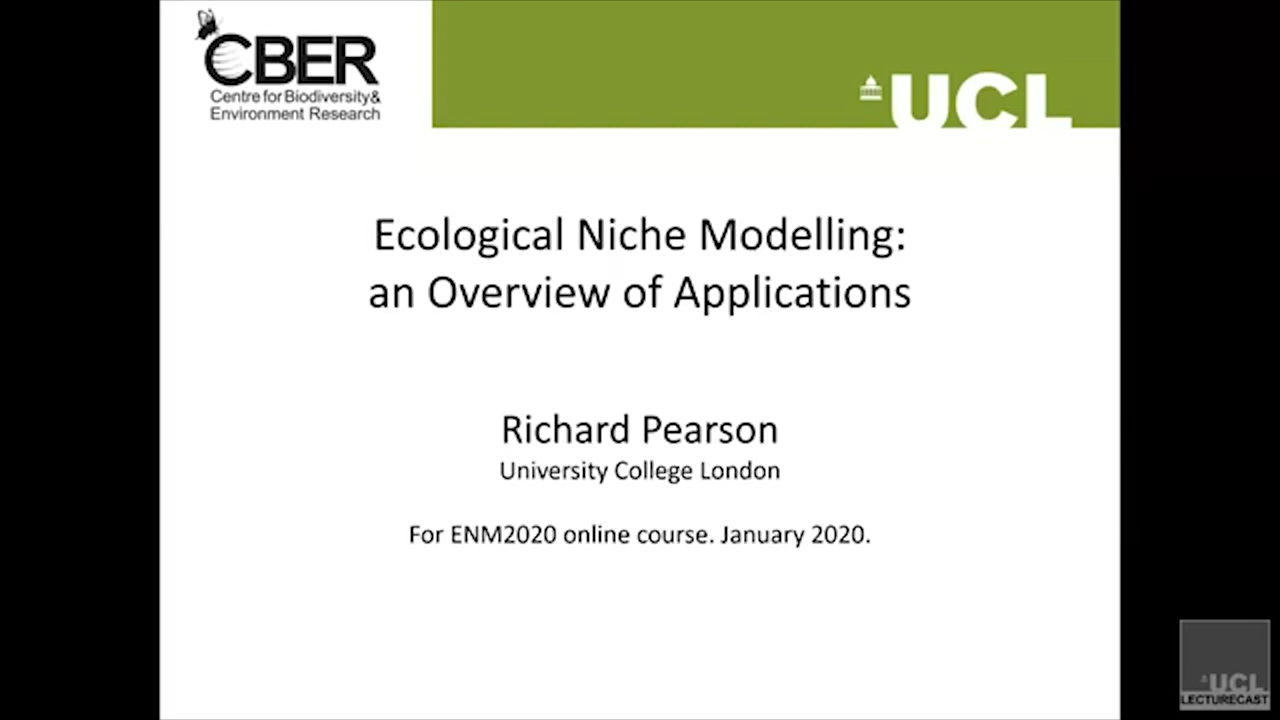 CBER
Centre for Biodiversity&
Environment Research
UCL
Ecological Niche Modelling:
an Overview of Applications
Richard Pearson
University College London
For ENM2020 online course. January 2020.
UCL
LECTURECAST